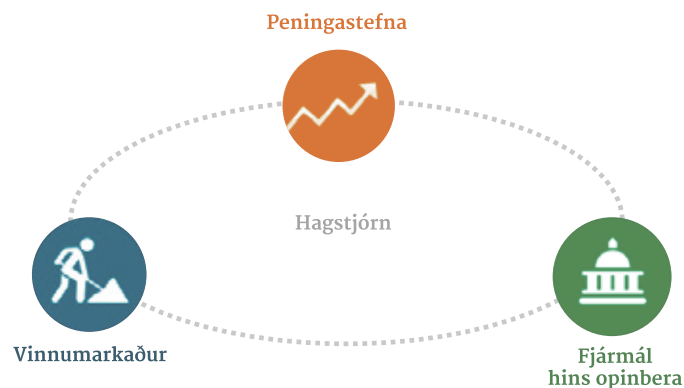 Peningastefna
Hagstjórn
Vinnumarkaður
Fjármál
hins opinbera